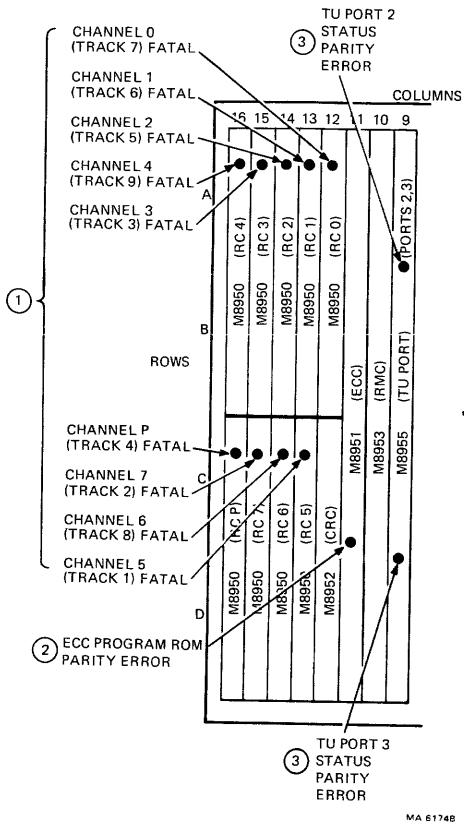 CHANNEL 0
(TRACK 7) FATAL
CHANNEL 1
(TRACK 6) FATAL
CHANNEL 2
(TRACK 5) FATAL
CHANNEL 4
(TRACK 9) FATAL
CHANNEL 3
(TRACK 3) FATAL
1
3
TU PORT 2
STATUS
PARITY
ERROR
COLUMNS
16 15 14 13 12 11 10 9
A
B
ROWS
C
D
M8950 (RC 4)
M8950 (RC 3)
M8950 (RC 2)
M8950 (RC 1)
M8950 (RC 0)
M8951 (ECC)
M8953 (RMC)
M8955 (TU PORT) (PORTS 2,3)
CHANNEL P
(TRACK 4) FATAL
CHANNEL 7
(TRACK 2) FATAL
CHANNEL 6
(TRACK 8) FATAL
CHANNEL 5
(TRACK 1) FATAL
M8950 (RC P)
M8950 (RC 7)
M8950 (RC 6)
(RC 5)
M8952 (CRC)
2
ECC PROGRAM ROM
PARITY ERROR
3
TU PORT 3
STATUS
PARITY
ERROR
MA 6174B